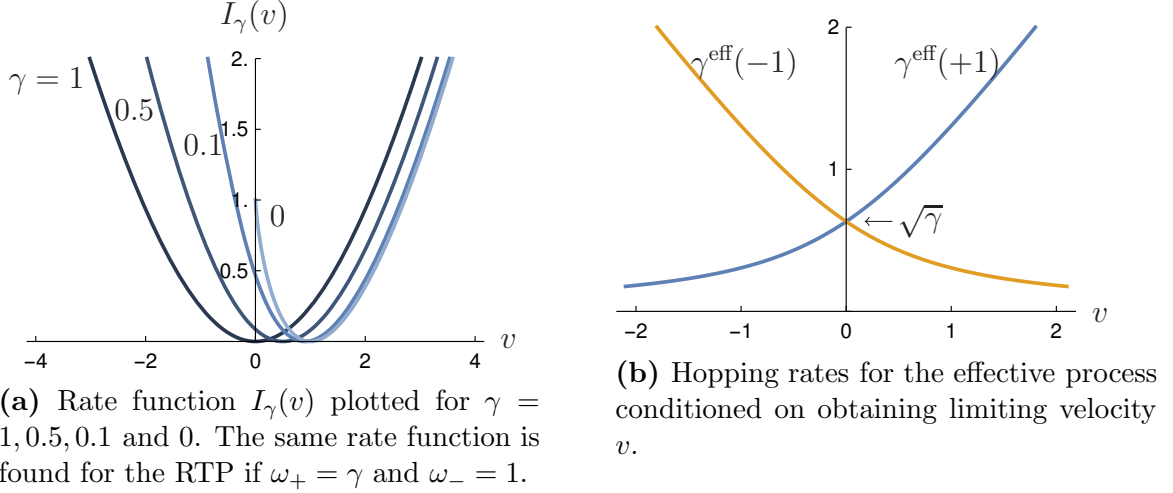 I_γ(v)
2.
γ = 1
0.5
1.5
0.1
1.
0
0.5
v
−4
−2
0
2
4
(a) Rate function I_γ(v) plotted for γ =
1, 0.5, 0.1 and 0. The same rate function is
found for the RTP if ω₊ = γ and ω₋ = 1.
2
γ^eff(−1)
γ^eff(+1)
1
←√γ
v
−2
−1
0
1
2
(b) Hopping rates for the effective process
conditioned on obtaining limiting velocity
v.